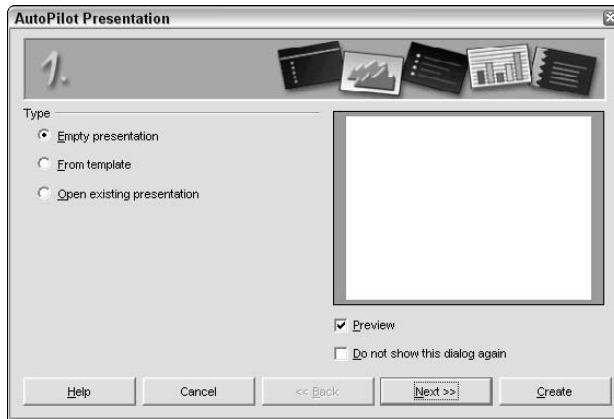 AutoPilot Presentation
1.
Type
Empty presentation
From template
Open existing presentation
Preview
Do not show this dialog again
Help Cancel << Back Next >> Create